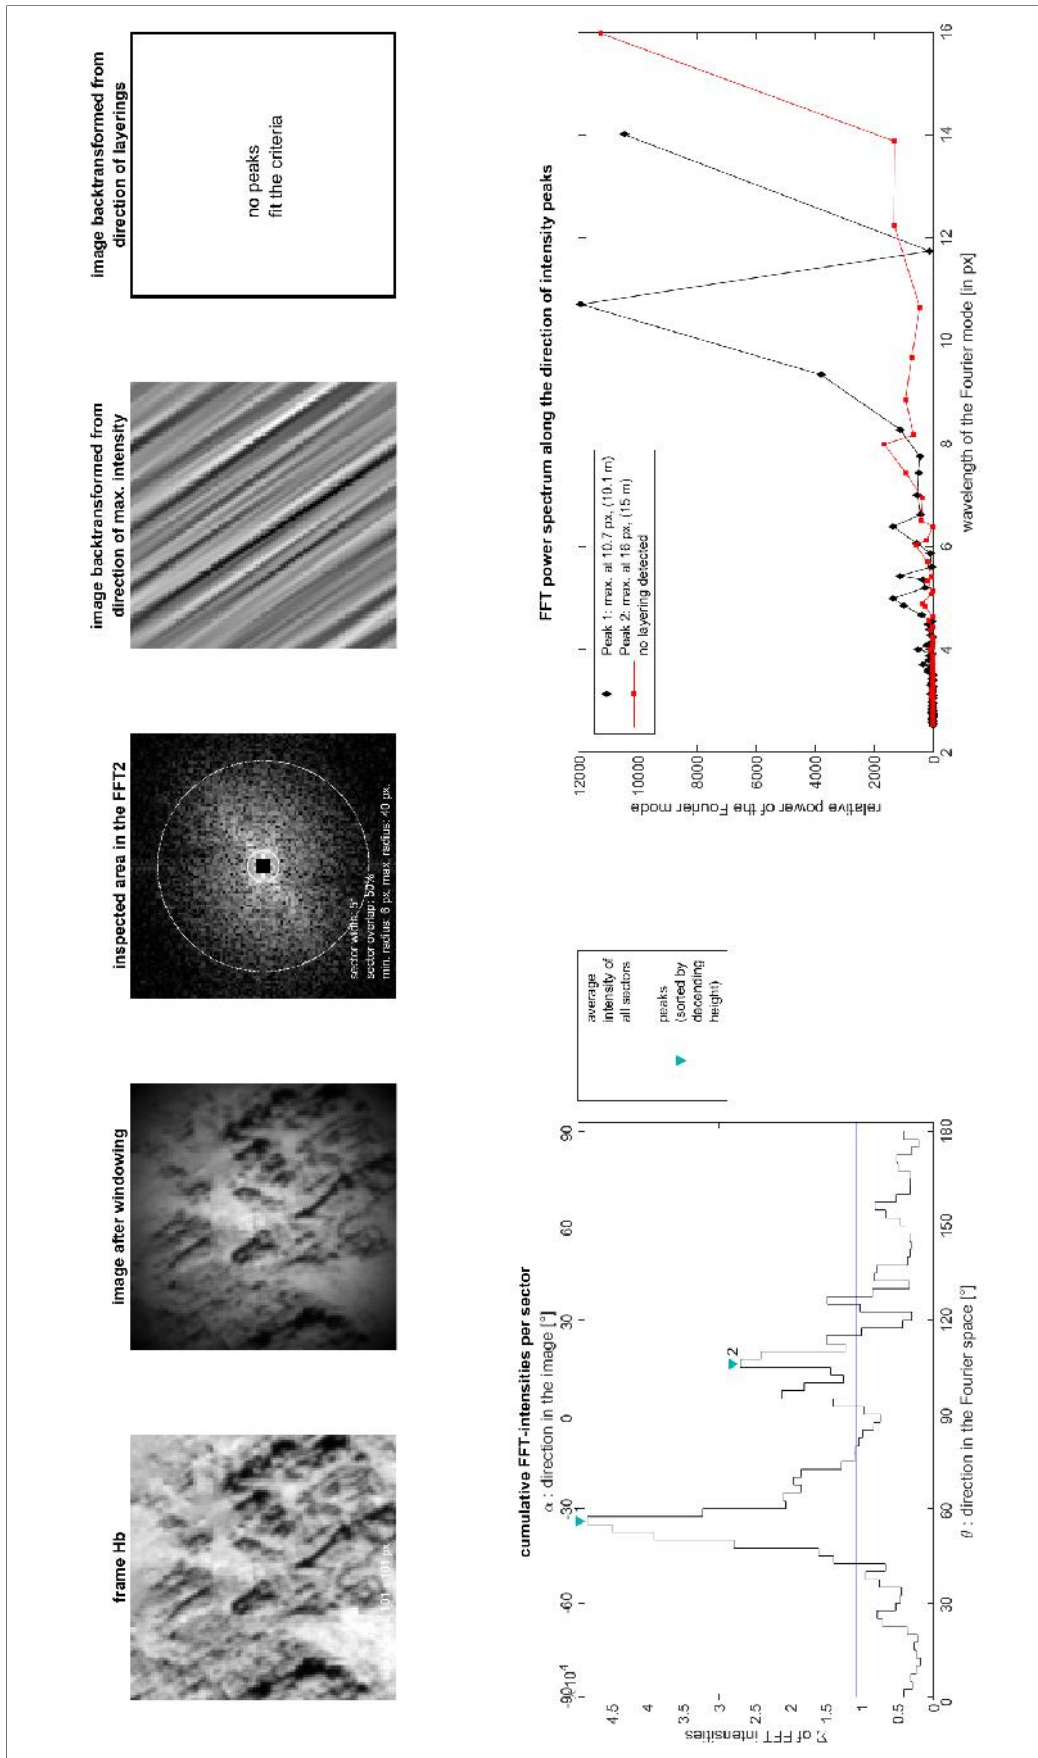 frame Hb
101 * 101 px
image after windowing
inspected area in the FFT2
sector width: 5°
sector overlap: 50%
min. radius: 6 px, max. radius: 40 px.
image backtransformed from
direction of max. intensity
image backtransformed from
direction of layerings
no peaks
fit the criteria
cumulative FFT-intensities per sector
α : direction in the image [°]
-90 -60 -30 0 30 60 90
10⁴
4.5
4
3
2
1.5
1
0.5
0
Σ of FFT intensities
0 30 60 90 120 150 180
θ : direction in the Fourier space [°]
1
2
average
intensity of
all sectors
peaks
(sorted by
decending
height)
FFT power spectrum along the direction of intensity peaks
Peak 1: max. at 10.7 px, (10.1 m)
Peak 2: max. at 16 px, (15 m)
no layering detected
12000
10000
8000
6000
4000
2000
0
relative power of the Fourier mode
2 4 6 8 10 12 14 16
wavelength of the Fourier mode [in px]